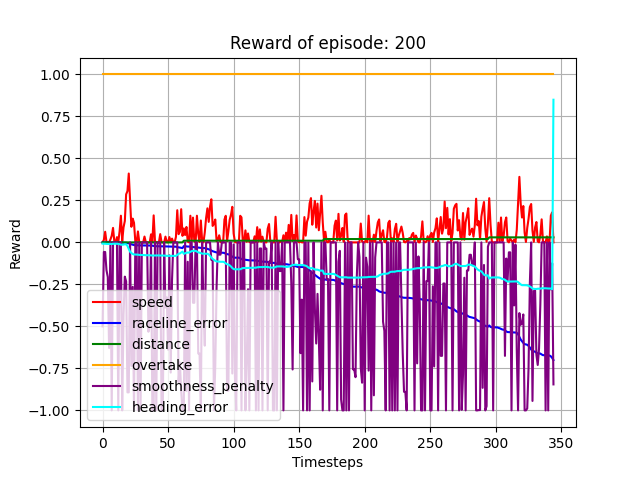 Reward of episode: 200
Reward
1.00
0.75
0.50
0.25
0.00
−0.25
−0.50
−0.75
−1.00
speed
raceline_error
distance
overtake
smoothness_penalty
heading_error
0 50 100 150 200 250 300 350
Timesteps